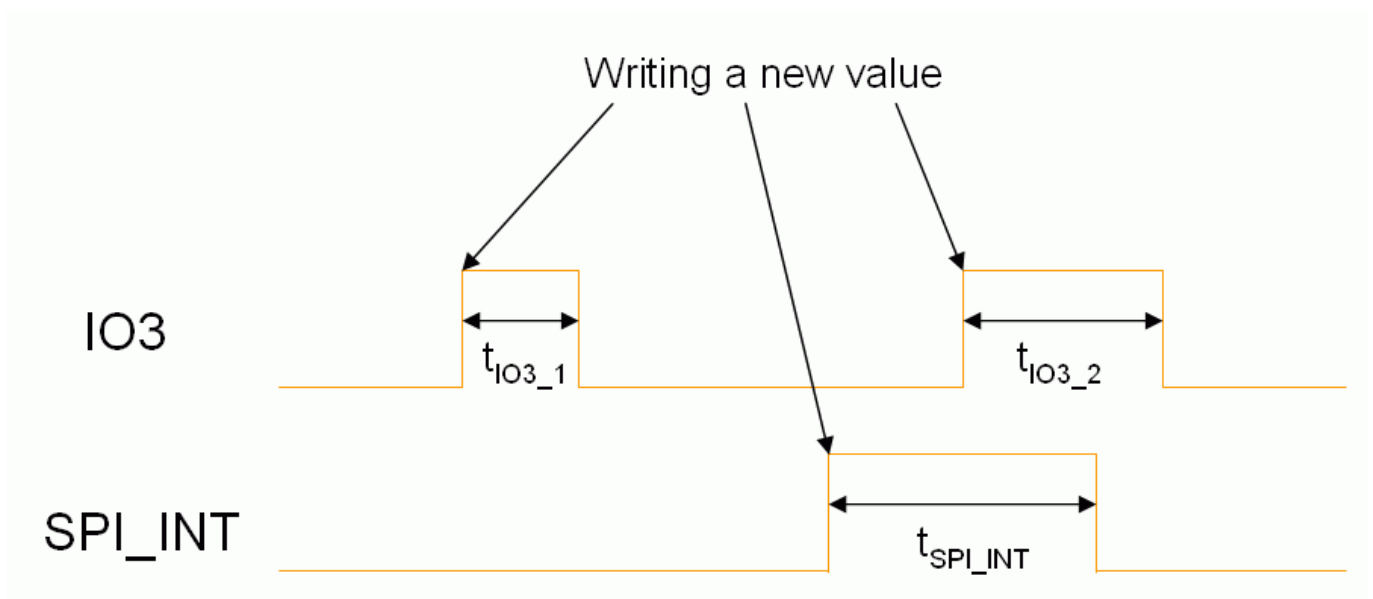 Writing a new value
IO3
tIO3_1
tIO3_2
SPI_INT
tSPI_INT